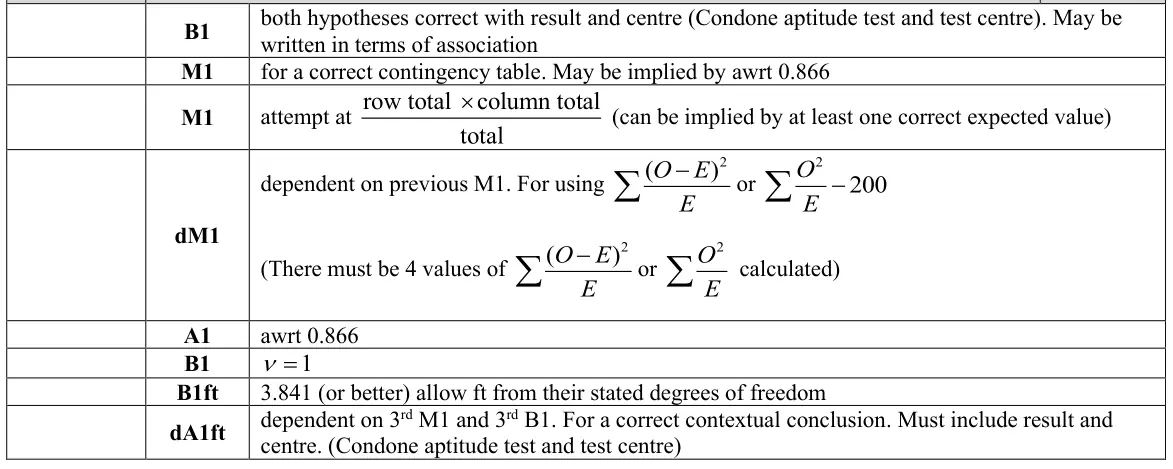 B1 both hypotheses correct with result and centre (Condone aptitude test and test centre). May be
written in terms of association
M1 for a correct contingency table. May be implied by awrt 0.866
M1 attempt at (row total × column total) / total (can be implied by at least one correct expected value)
dM1 dependent on previous M1. For using ∑ (O − E)² / E or ∑ O² / E − 200
(There must be 4 values of ∑ (O − E)² / E or ∑ O² / E calculated)
A1 awrt 0.866
B1 ν = 1
B1ft 3.841 (or better) allow ft from their stated degrees of freedom
dA1ft dependent on 3rd M1 and 3rd B1. For a correct contextual conclusion. Must include result and
centre. (Condone aptitude test and test centre)